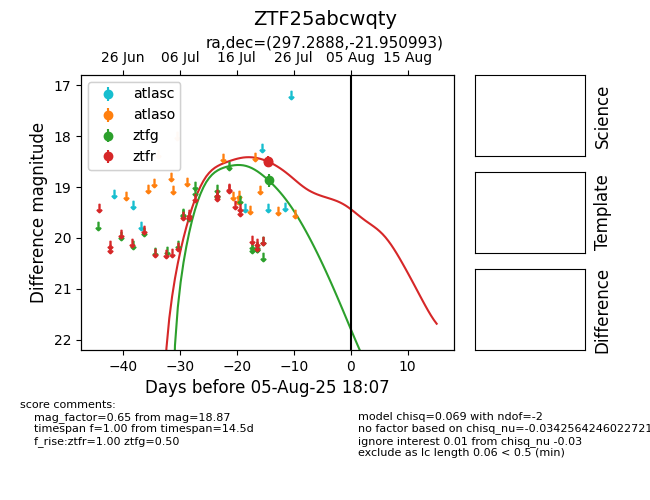 ZTF25abcwqty
ra,dec=(297.2888,-21.950993)
26 Jun 06 Jul 16 Jul 26 Jul 05 Aug 15 Aug
atlasc
atlaso
ztfg
ztfr
17
18
19
20
21
22
Difference magnitude
−40 −30 −20 −10 0 10
Days before 05-Aug-25 18:07
Science
Template
Difference
score comments:
mag_factor=0.65 from mag=18.87
timespan f=1.00 from timespan=14.5d
f_rise:ztfr=1.00 ztfg=0.50
model chisq=0.069 with ndof=-2
no factor based on chisq_nu=-0.0342564246022721
ignore interest 0.01 from chisq_nu -0.03
exclude as lc length 0.06 < 0.5 (min)